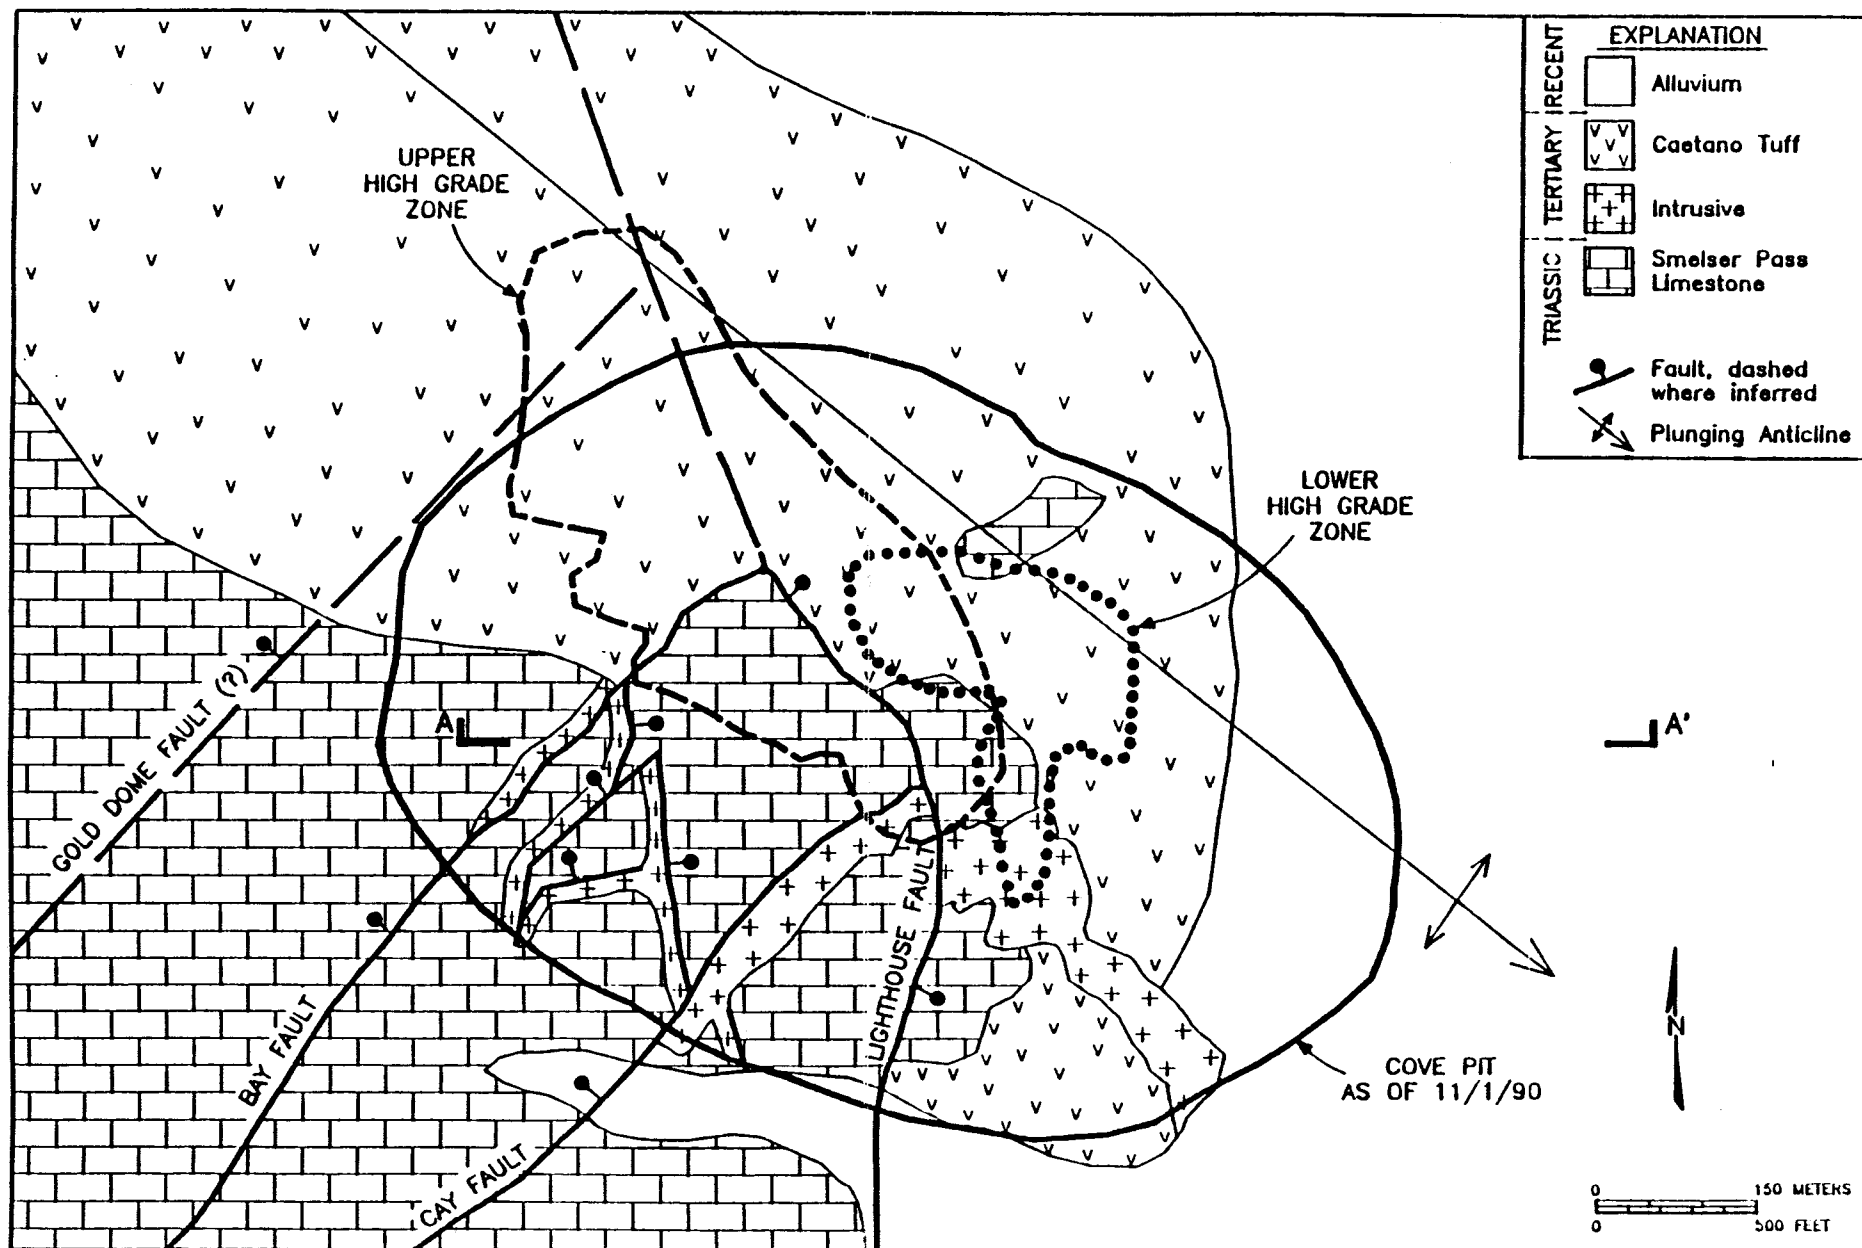 EXPLANATION
RECENT
Alluvium
TERTIARY
Caetano Tuff
Intrusive
TRIASSIC
Smelser Pass
Limestone
Fault, dashed
where inferred
Plunging Anticline
UPPER
HIGH GRADE
ZONE
LOWER
HIGH GRADE
ZONE
A
A'
GOLD DOME FAULT (?)
BAY FAULT
CAY FAULT
LIGHTHOUSE FAULT
COVE PIT
AS OF 11/1/90
N
0 150 METERS
0 500 FEET